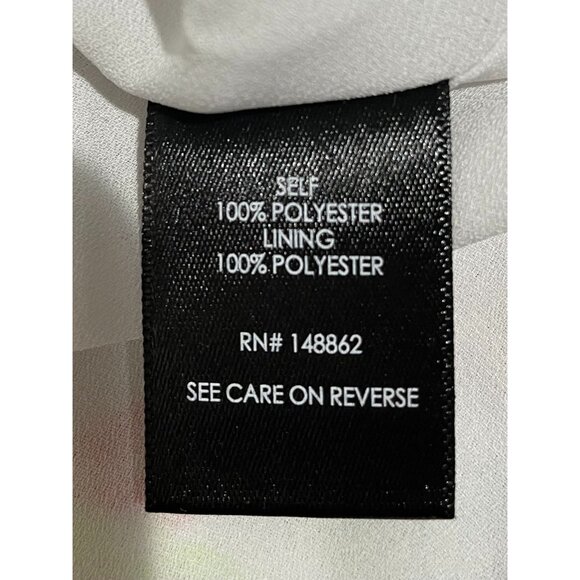 SELF
100% POLYESTER
LINING
100% POLYESTER
RN# 148862
SEE CARE ON REVERSE